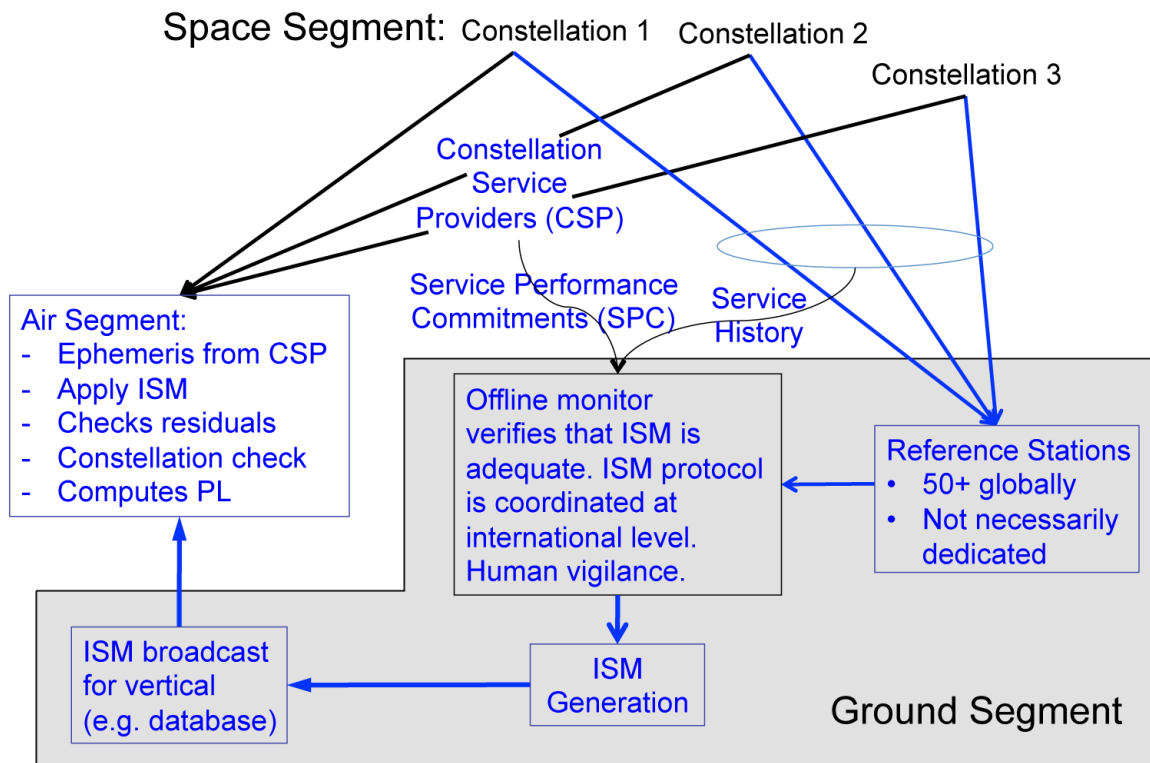 Space Segment:
Constellation 1
Constellation 2
Constellation 3
Constellation
Service
Providers (CSP)
Service Performance
Commitments (SPC)
Service
History
Air Segment:
- Ephemeris from CSP
- Apply ISM
- Checks residuals
- Constellation check
- Computes PL
Offline monitor
verifies that ISM is
adequate. ISM protocol
is coordinated at
international level.
Human vigilance.
Reference Stations
• 50+ globally
• Not necessarily
dedicated
ISM broadcast
for vertical
(e.g. database)
ISM
Generation
Ground Segment